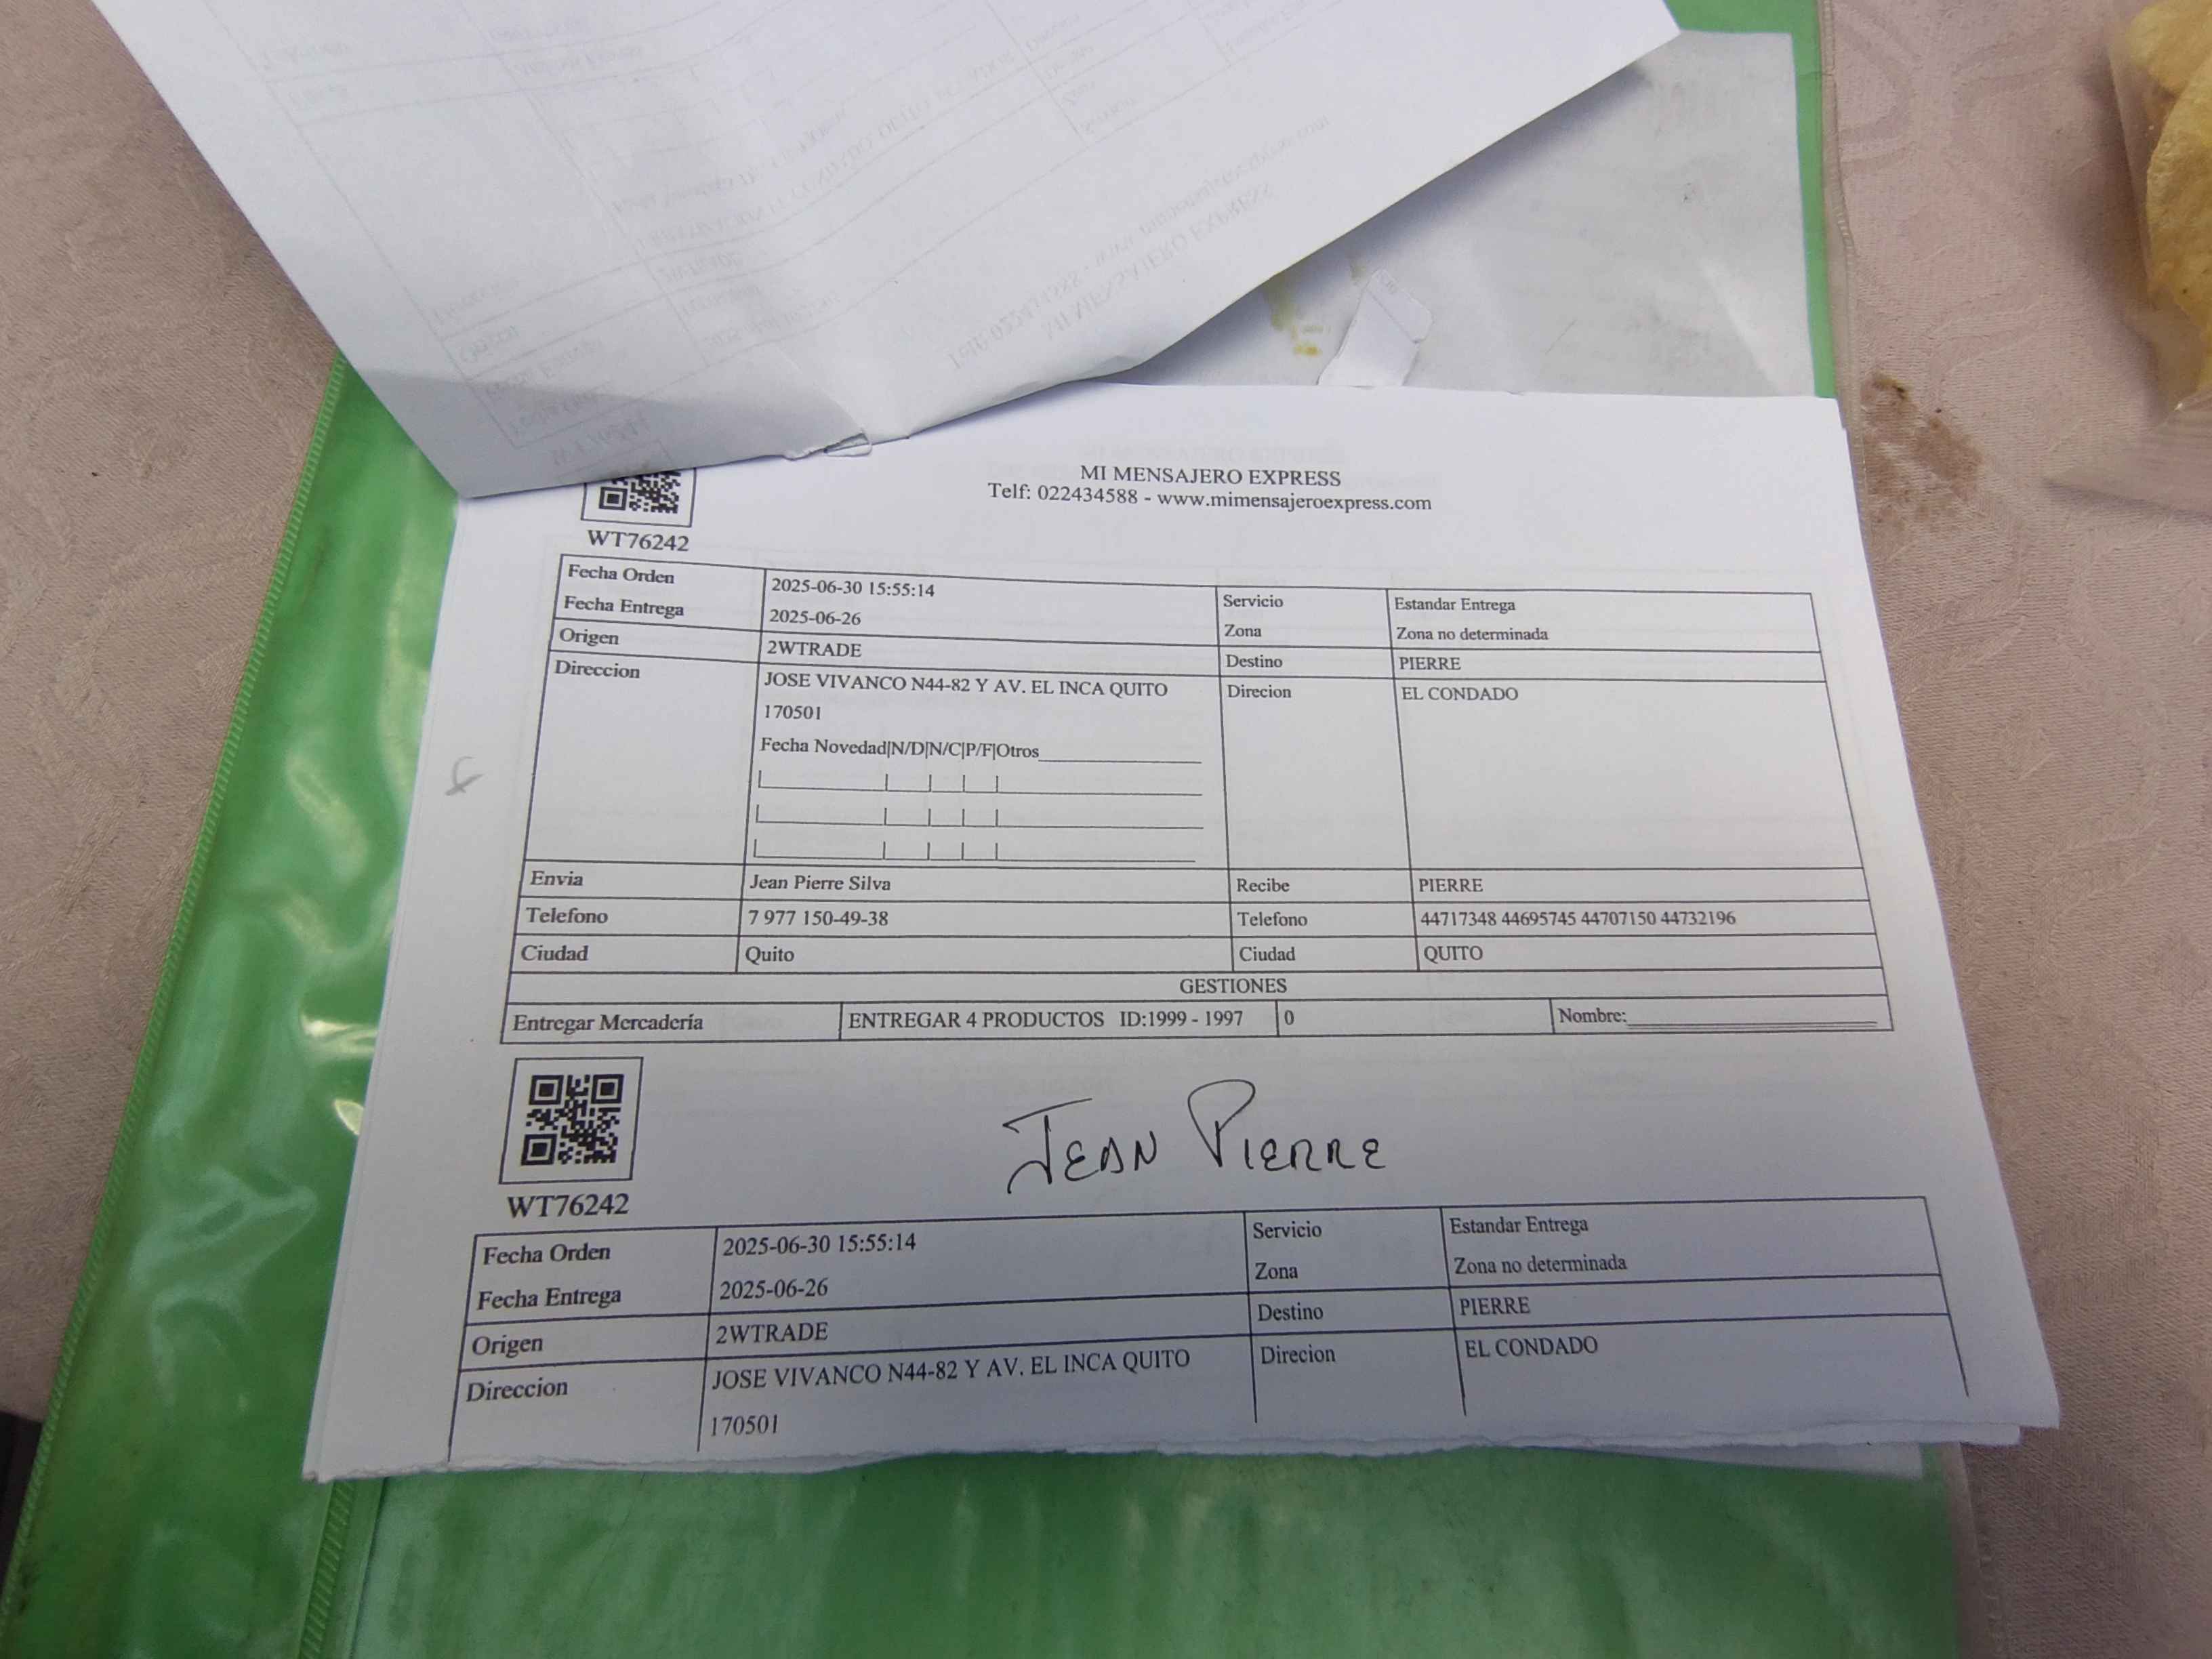 MI MENSAJERO EXPRESS
Telf: 022434588 - www.mimensajeroexpress.com
WT76242
Fecha Orden 2025-06-30 15:55:14 Servicio Estandar Entrega
Fecha Entrega 2025-06-26 Zona Zona no determinada
Origen 2WTRADE Destino PIERRE
Direccion JOSE VIVANCO N44-82 Y AV. EL INCA QUITO Direcion EL CONDADO
170501
Fecha Novedad|N/D|N/C|P/F|Otros
Envia Jean Pierre Silva Recibe PIERRE
Telefono 7 977 150-49-38 Telefono 44717348 44695745 44707150 44732196
Ciudad Quito Ciudad QUITO
GESTIONES
Entregar Mercadería ENTREGAR 4 PRODUCTOS ID:1999 - 1997 0 Nombre:
JEAN PIERRE
WT76242
Fecha Orden 2025-06-30 15:55:14 Servicio Estandar Entrega
Fecha Entrega 2025-06-26 Zona Zona no determinada
Origen 2WTRADE Destino PIERRE
Direccion JOSE VIVANCO N44-82 Y AV. EL INCA QUITO Direcion EL CONDADO
170501